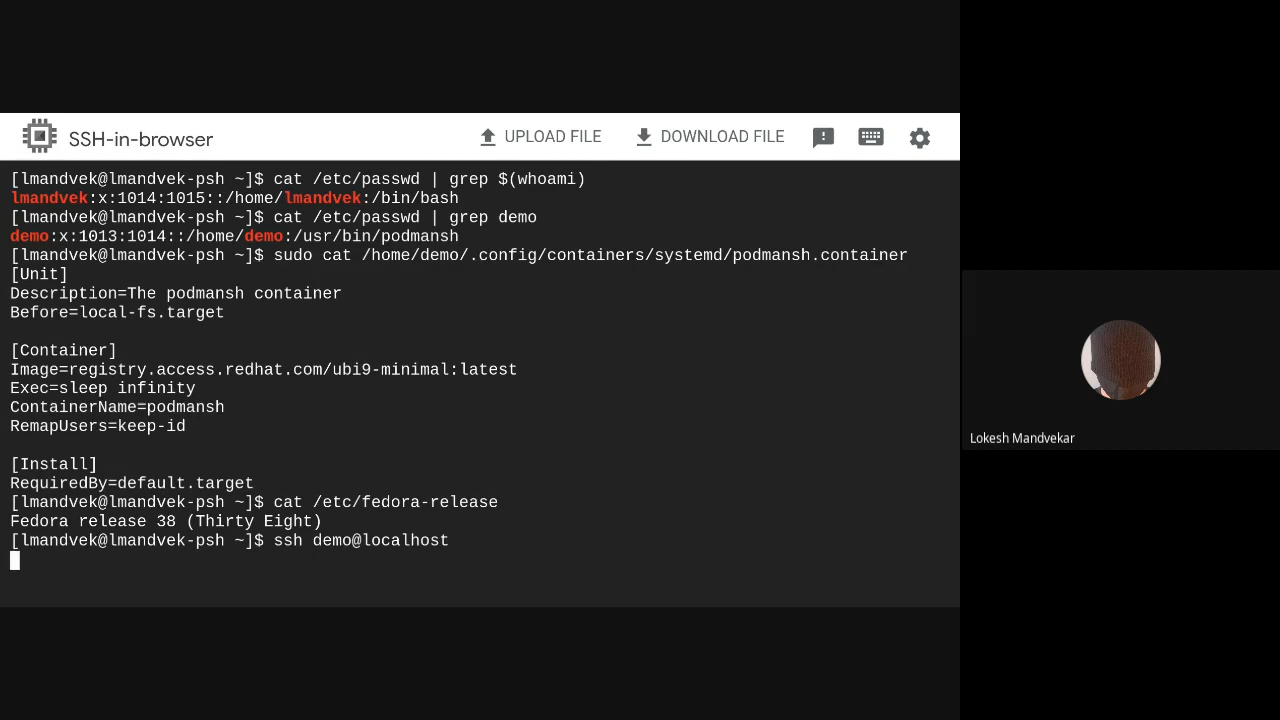 SSH-in-browser
UPLOAD FILE
DOWNLOAD FILE
[lmandvek@lmandvek-psh ~]$ cat /etc/passwd | grep $(whoami)
lmandvek:x:1014:1015::/home/lmandvek:/bin/bash
[lmandvek@lmandvek-psh ~]$ cat /etc/passwd | grep demo
demo:x:1013:1014::/home/demo:/usr/bin/podmansh
[lmandvek@lmandvek-psh ~]$ sudo cat /home/demo/.config/containers/systemd/podmansh.container
[Unit]
Description=The podmansh container
Before=local-fs.target
[Container]
Image=registry.access.redhat.com/ubi9-minimal:latest
Exec=sleep infinity
ContainerName=podmansh
RemapUsers=keep-id
[Install]
RequiredBy=default.target
[lmandvek@lmandvek-psh ~]$ cat /etc/fedora-release
Fedora release 38 (Thirty Eight)
[lmandvek@lmandvek-psh ~]$ ssh demo@localhost
Lokesh Mandvekar